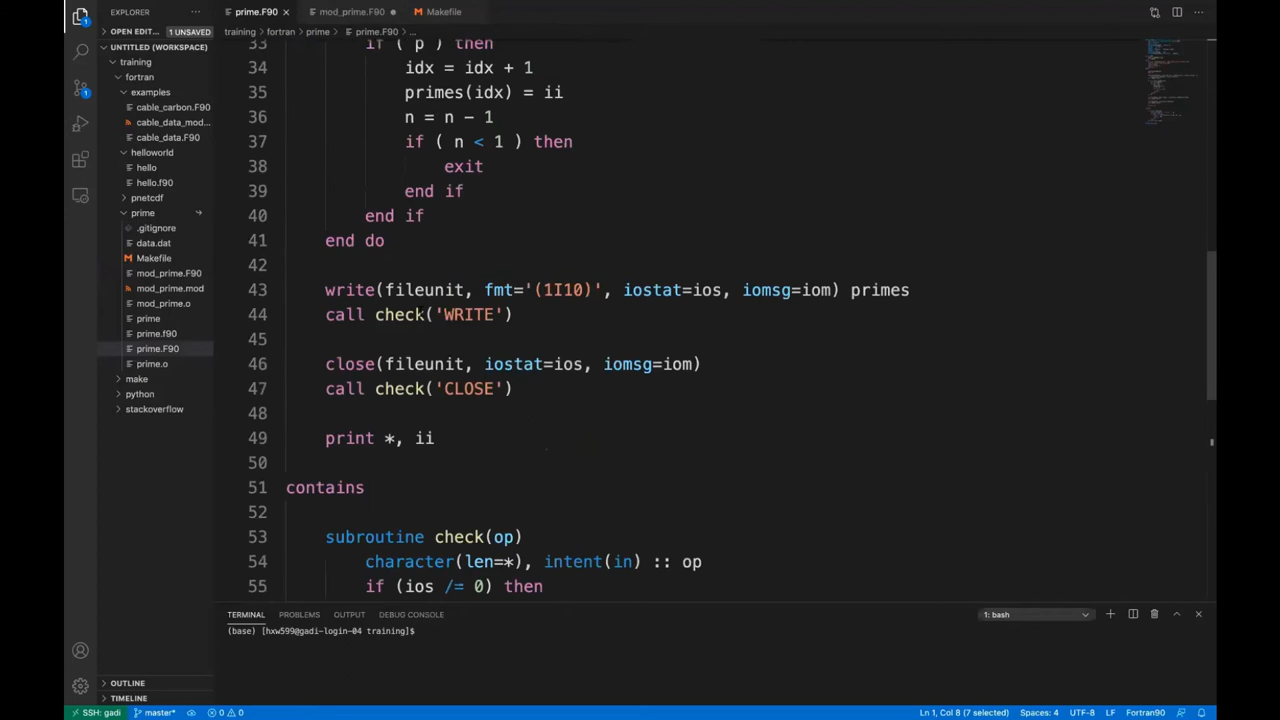 EXPLORER ...
prime.F90 × mod_prime.F90 ● Makefile
OPEN EDIT... 1 UNSAVED
training > fortran > prime > prime.F90 > ...
UNTITLED (WORKSPACE)
training
fortran
examples
cable_carbon.F90
cable_data_mod...
cable_data.F90
helloworld
hello
hello.f90
pnetcdf
prime
.gitignore
data.dat
Makefile
mod_prime.F90
mod_prime.mod
mod_prime.o
prime
prime.f90
prime.F90
prime.o
make
python
stackoverflow
OUTLINE
TIMELINE
33 if ( p ) then
34 idx = idx + 1
35 primes(idx) = ii
36 n = n - 1
37 if ( n < 1 ) then
38 exit
39 end if
40 end if
41 end do
42
43 write(fileunit, fmt='(1I10)', iostat=ios, iomsg=iom) primes
44 call check('WRITE')
45
46 close(fileunit, iostat=ios, iomsg=iom)
47 call check('CLOSE')
48
49 print *, ii
50
51 contains
52
53 subroutine check(op)
54 character(len=*), intent(in) :: op
55 if (ios /= 0) then
TERMINAL PROBLEMS OUTPUT DEBUG CONSOLE 1: bash
(base) [hxw599@gadi-login-04 training]$
SSH: gadi master* 0 0 Ln 1, Col 8 (7 selected) Spaces: 4 UTF-8 LF Fortran90